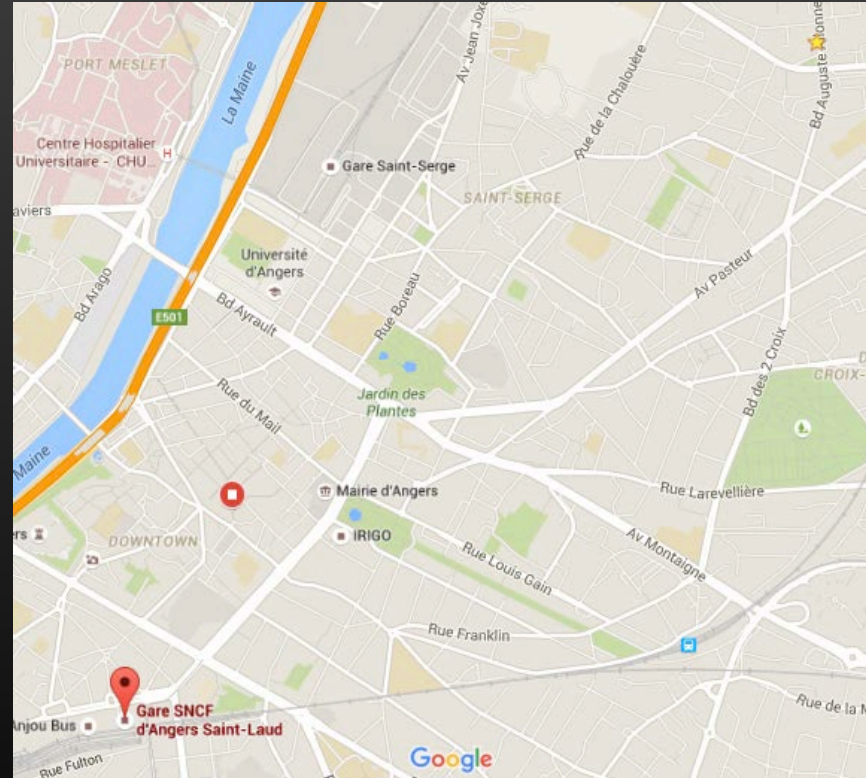 PORT MESLET
La Maine
Av Jean Joxe
Rue de la Chalouère
Bd Auguste
Centre Hospitalier
Universitaire - CHU...
H
Gare Saint-Serge
SAINT-SERGE
aviers
Université
d'Angers
Av Pasteur
Bd Arago
Bd Ayrault
Rue Boreau
E501
Bd des 2 Croix
CROIX-
Jardin des
Plantes
Rue du Mail
Maine
Mairie d'Angers
Rue Larevellière
ers
IRIGO
DOWNTOWN
Av Montaigne
Rue Louis Gain
Rue Franklin
Gare SNCF
d'Angers Saint-Laud
Anjou Bus
Rue de la M
Rue Fulton
Google